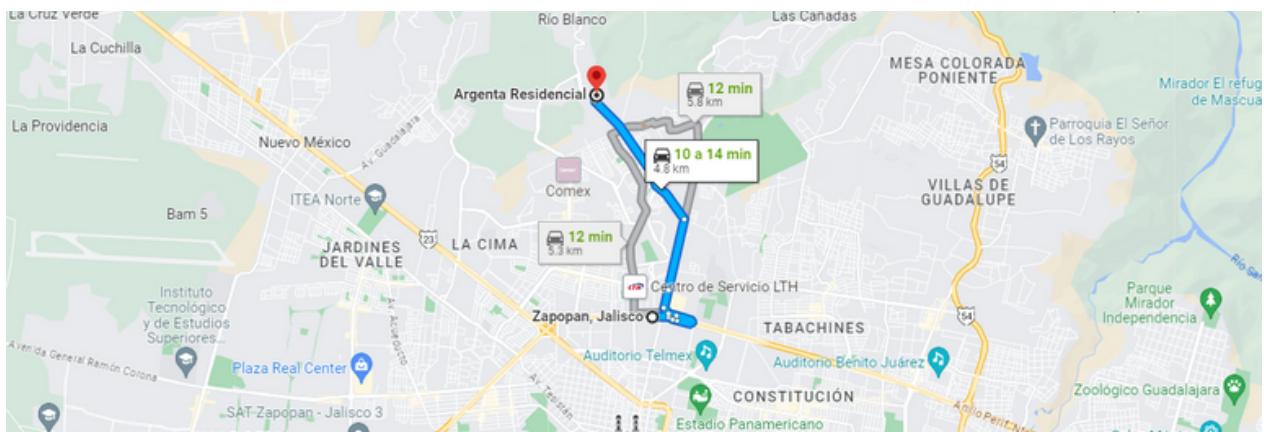 La Cruz Verde
Río Blanco
Las Cañadas
La Cuchilla
MESA COLORADA
PONIENTE
Mirador El refug
de Mascua
Argenta Residencial
12 min
5.8 km
La Providencia
Nuevo México
Av. Guadalajara
Parroquia El Señor
de Los Rayos
10 a 14 min
4.8 km
54
Comex
ITEA Norte
VILLAS DE
GUADALUPE
Bam 5
12 min
5.3 km
23
LA CIMA
JARDINES
DEL VALLE
Centro de Servicio LTH
Instituto
Tecnológico
y de Estudios
Superiores...
Av. Acueducto
Parque
Mirador
Independencia
Zapopan, Jalisco
54
TABACHINES
Avenida General Ramón Corona
Plaza Real Center
Auditorio Telmex
Auditorio Benito Juárez
Av. Tesistán
CONSTITUCIÓN
Zoológico Guadalajara
SAT Zapopan - Jalisco 3
Estadio Panamericano